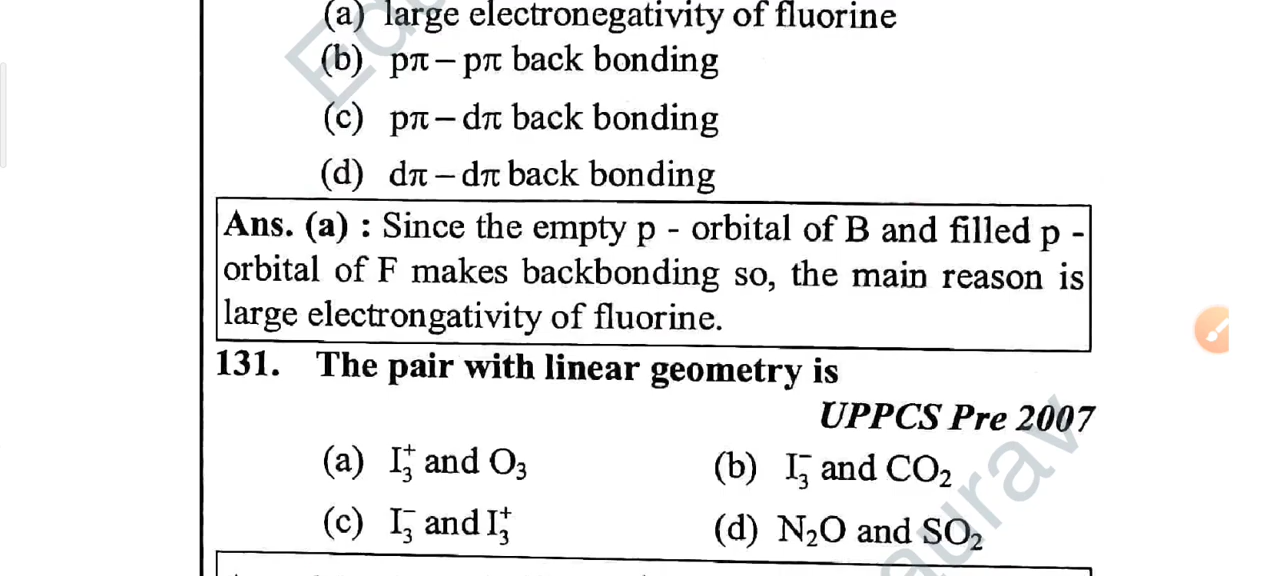 (a) large electronegativity of fluorine
(b) pπ – pπ back bonding
(c) pπ – dπ back bonding
(d) dπ – dπ back bonding
Ans. (a) : Since the empty p - orbital of B and filled p -
orbital of F makes backbonding so, the main reason is
large electrongativity of fluorine.
131. The pair with linear geometry is
UPPCS Pre 2007
(a) I₃⁺ and O₃ (b) I₃⁻ and CO₂
(c) I₃⁻ and I₃⁺ (d) N₂O and SO₂